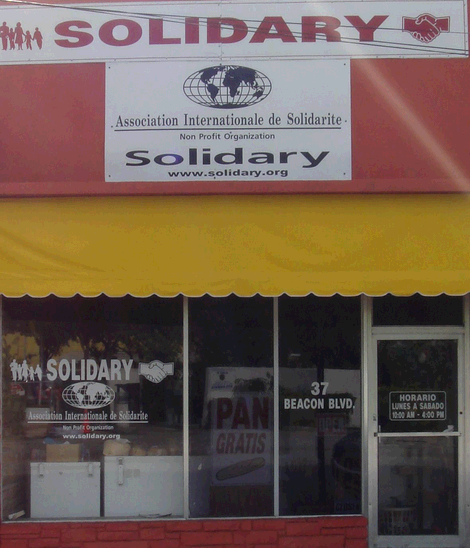 SOLIDARY
Association Internationale de Solidarite
Non Profit Organization
Solidary
www.solidary.org
SOLIDARY
Association Internationale de Solidarite
Non Profit Organization
www.solidary.org
PAN
GRATIS
37
BEACON BLVD.
HORARIO
LUNES A SABADO
10:00 AM - 4:00 PM